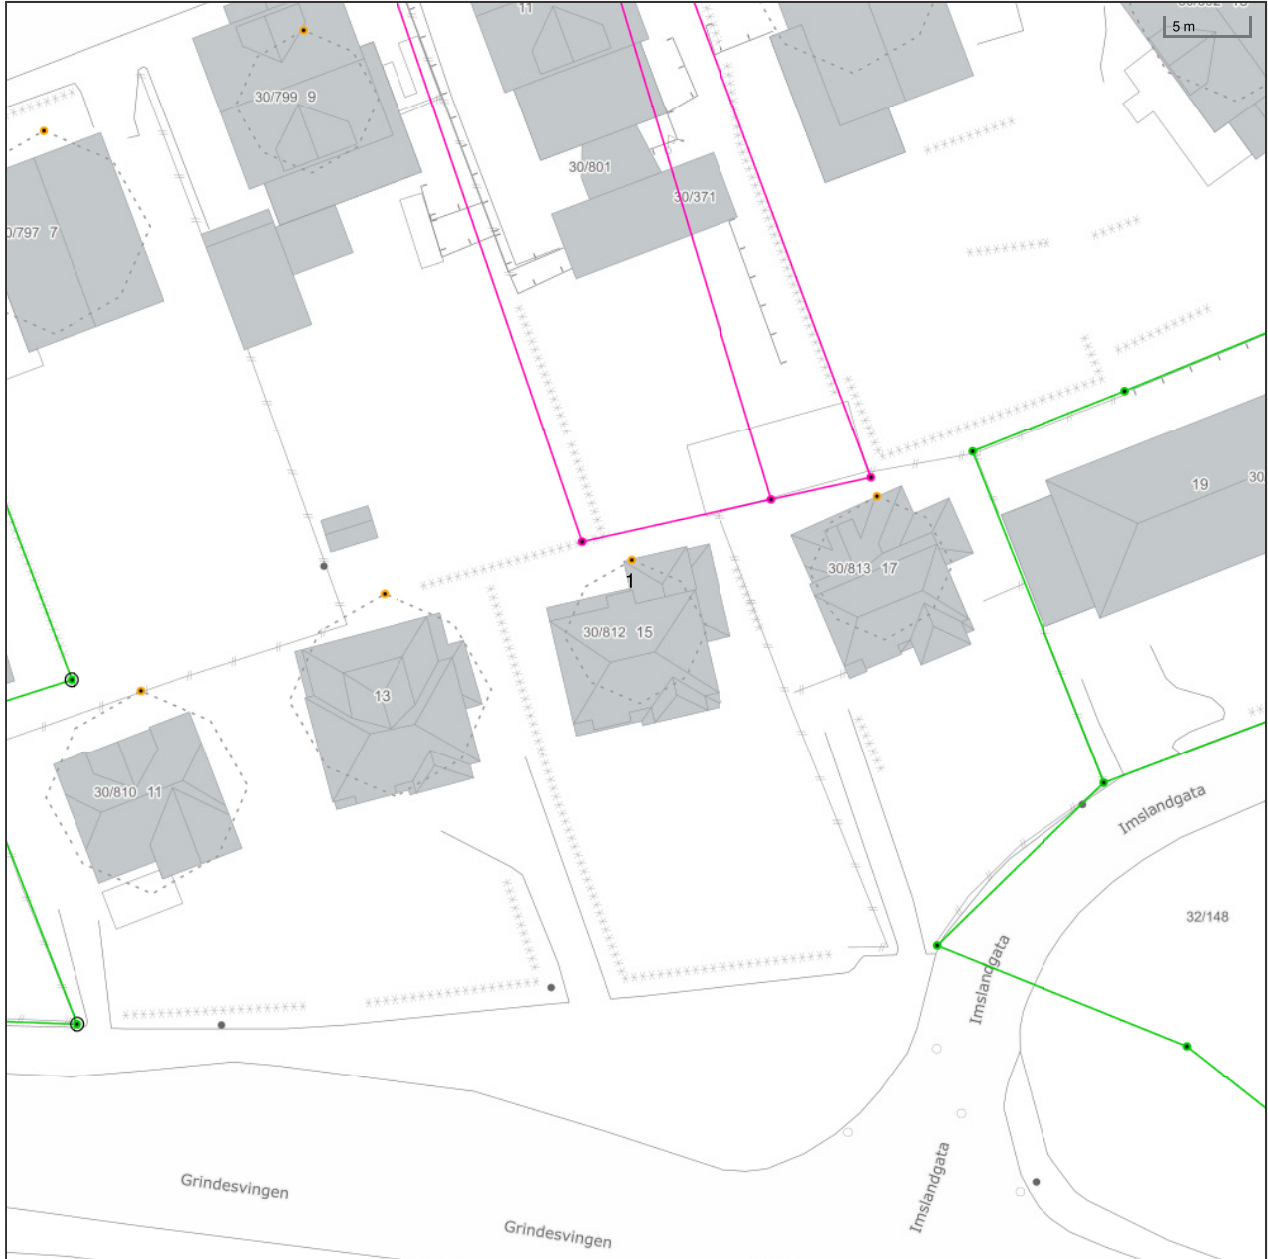 11
5 m
30/799 9
30/801
30/371
0/797 7
19
30
30/813 17
1
30/812 15
13
30/810 11
Imslandgata
32/148
Imslandgata
Imslandgata
Grindesvingen
Grindesvingen